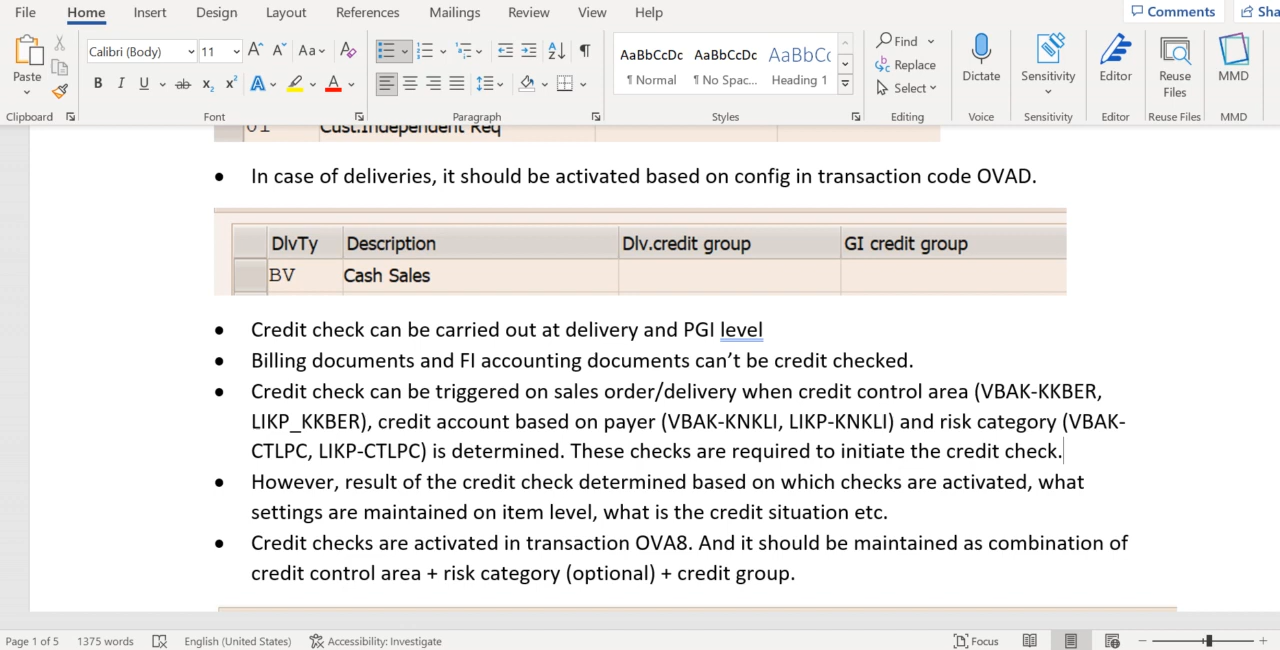 File Home Insert Design Layout References Mailings Review View Help Comments Sha
Calibri (Body) 11 Aa
Paste
B I U ab x₂ x² A A
AaBbCcDc AaBbCcDc AaBbCc
¶ Normal ¶ No Spac... Heading 1
Find
Replace
Select
Dictate Sensitivity Editor Reuse Files MMD
Clipboard Font Paragraph Styles Editing Voice Sensitivity Editor Reuse Files MMD
01 Cust.Independent Req
• In case of deliveries, it should be activated based on config in transaction code OVAD.
DlvTy Description Dlv.credit group GI credit group
BV Cash Sales
• Credit check can be carried out at delivery and PGI level
• Billing documents and FI accounting documents can’t be credit checked.
• Credit check can be triggered on sales order/delivery when credit control area (VBAK-KKBER,
LIKP_KKBER), credit account based on payer (VBAK-KNKLI, LIKP-KNKLI) and risk category (VBAK-
CTLPC, LIKP-CTLPC) is determined. These checks are required to initiate the credit check.
• However, result of the credit check determined based on which checks are activated, what
settings are maintained on item level, what is the credit situation etc.
• Credit checks are activated in transaction OVA8. And it should be maintained as combination of
credit control area + risk category (optional) + credit group.
Page 1 of 5 1375 words English (United States) Accessibility: Investigate Focus